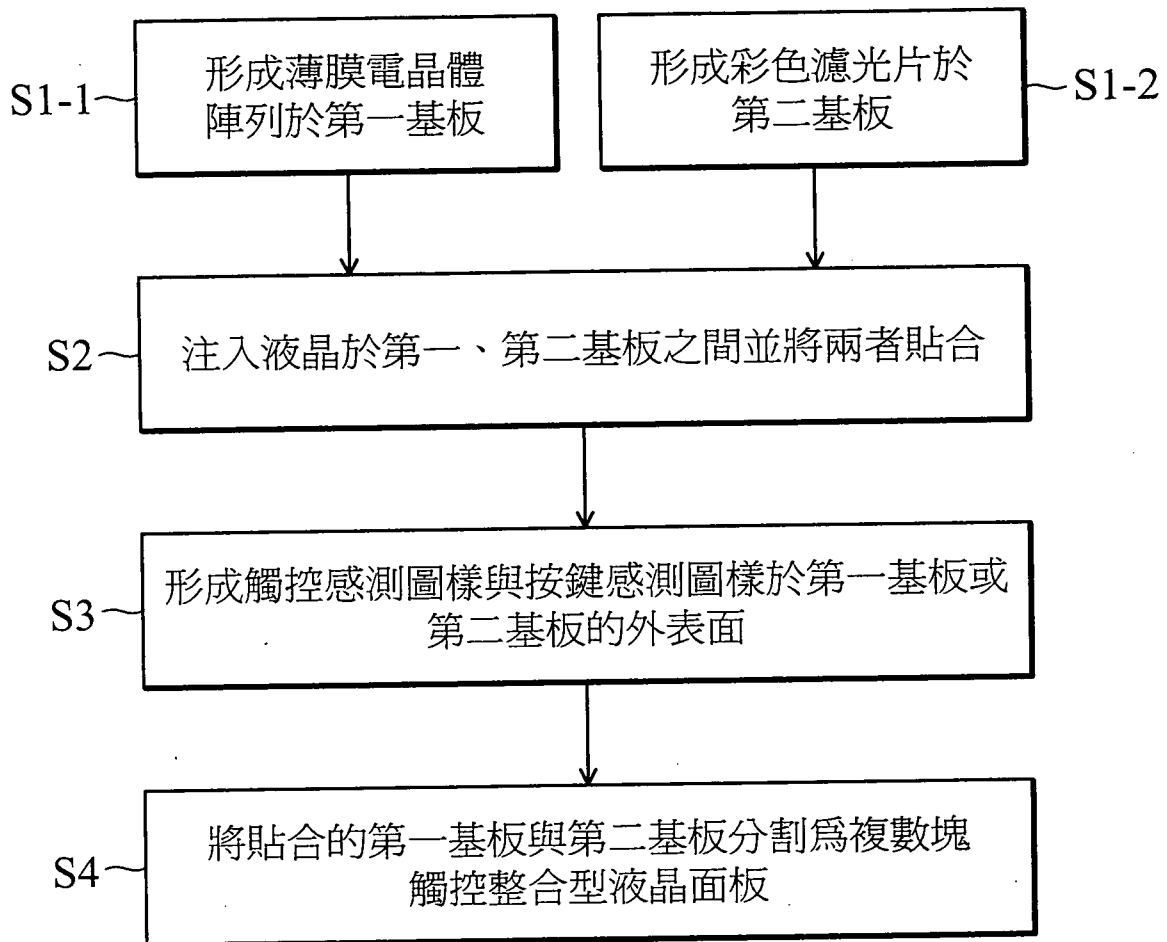 S1-1
形成薄膜電晶體
陣列於第一基板
形成彩色濾光片於
第二基板
S1-2
S2
注入液晶於第一、第二基板之間並將兩者貼合
S3
形成觸控感測圖樣與按鍵感測圖樣於第一基板或
第二基板的外表面
S4
將貼合的第一基板與第二基板分割爲複數塊
觸控整合型液晶面板